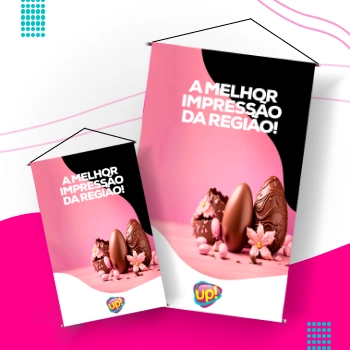 A MELHOR
IMPRESSÃO
DA REGIÃO!
up!
A MELHOR
IMPRESSÃO
DA REGIÃO!
up!